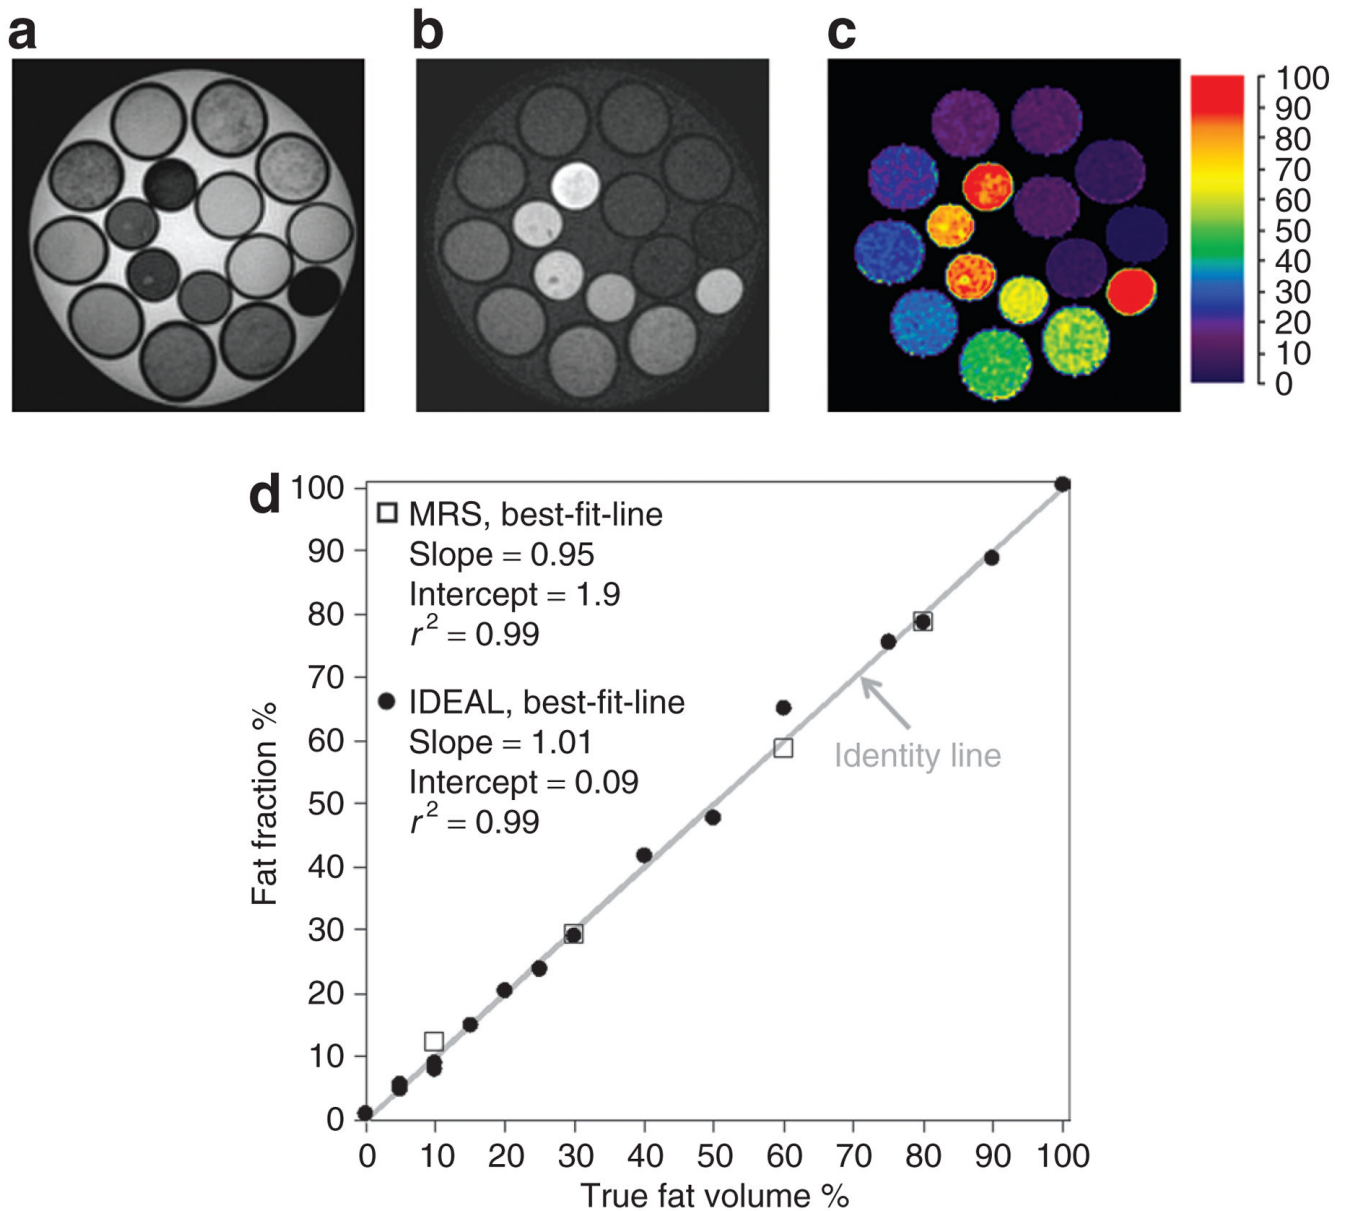 a
b
c
100
90
80
70
60
50
40
30
20
10
0
d
100
90
80
70
60
50
40
30
20
10
0
Fat fraction %
MRS, best-fit-line
Slope = 0.95
Intercept = 1.9
r² = 0.99
IDEAL, best-fit-line
Slope = 1.01
Intercept = 0.09
r² = 0.99
Identity line
0 10 20 30 40 50 60 70 80 90 100
True fat volume %